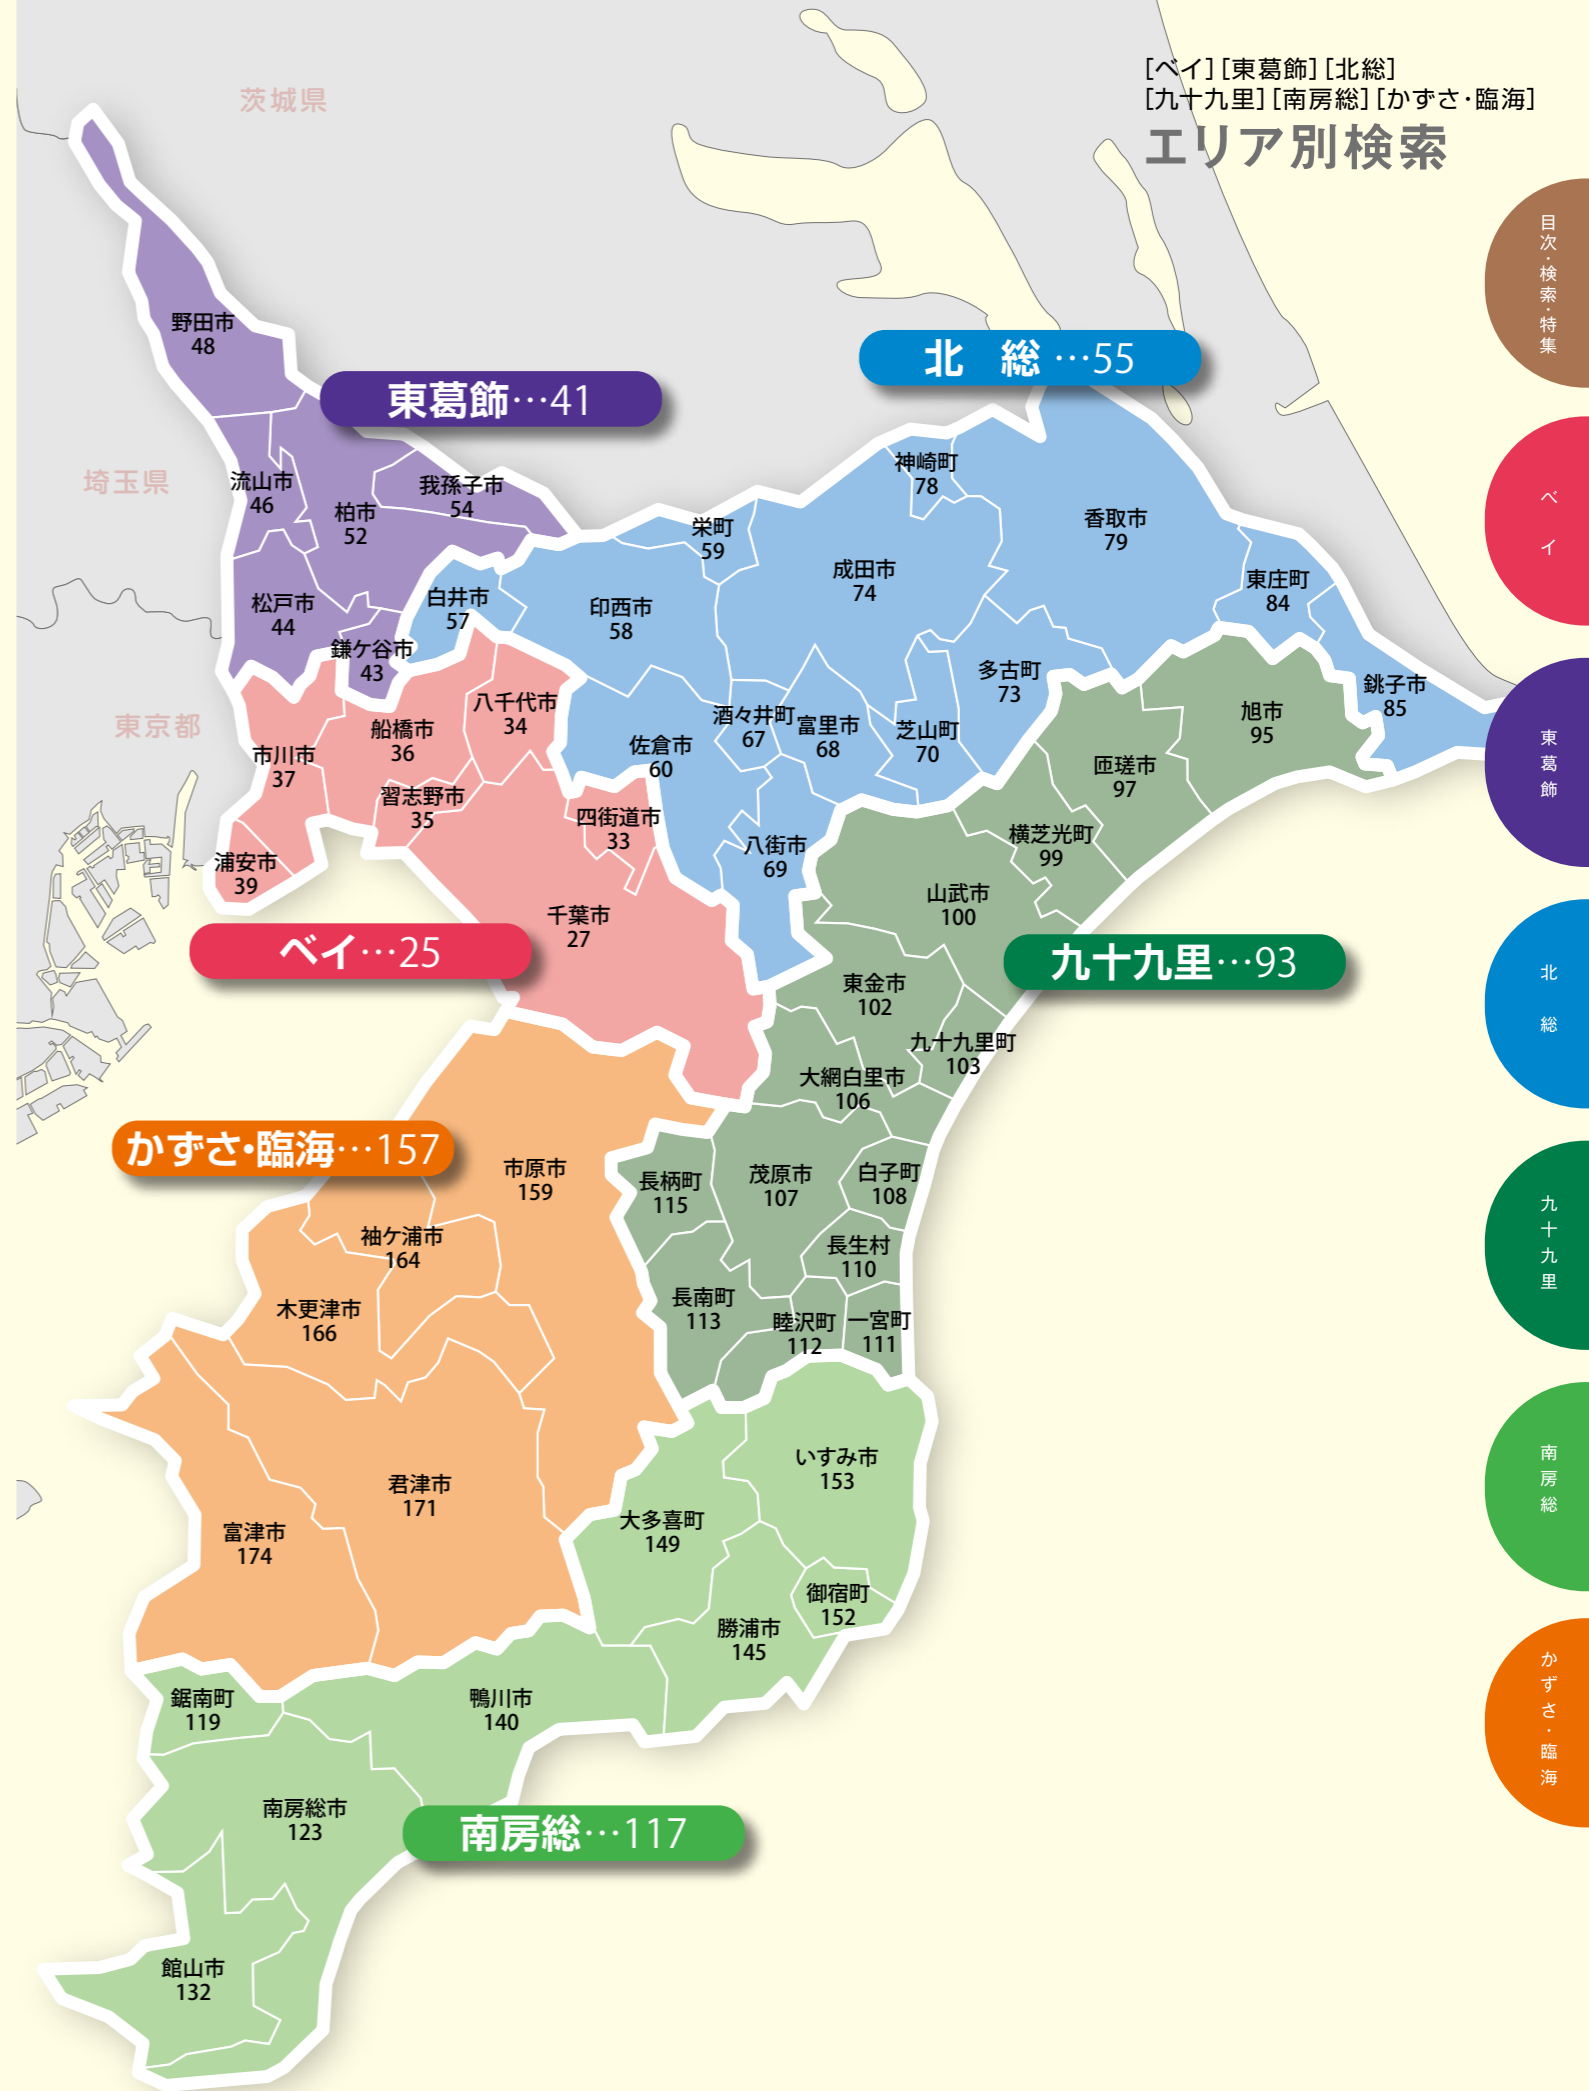 [ベイ][東葛飾][北総]
[九十九里][南房総][かずさ・臨海]
エリア別検索
茨城県
埼玉県
東京都
東葛飾…41
野田市
48
流山市
46
柏市
52
我孫子市
54
松戸市
44
鎌ケ谷市
43
北　総…55
白井市
57
印西市
58
栄町
59
成田市
74
神崎町
78
香取市
79
東庄町
84
銚子市
85
多古町
73
芝山町
70
富里市
68
酒々井町
67
佐倉市
60
八街市
69
ベイ…25
市川市
37
船橋市
36
八千代市
34
習志野市
35
四街道市
33
浦安市
39
千葉市
27
九十九里…93
旭市
95
匝瑳市
97
横芝光町
99
山武市
100
東金市
102
九十九里町
103
大網白里市
106
茂原市
107
白子町
108
長柄町
115
長生村
110
長南町
113
睦沢町
112
一宮町
111
かずさ・臨海…157
市原市
159
袖ケ浦市
164
木更津市
166
君津市
171
富津市
174
南房総…117
いすみ市
153
大多喜町
149
御宿町
152
勝浦市
145
鴨川市
140
鋸南町
119
南房総市
123
館山市
132
目次・検索・特集
ベイ
東葛飾
北総
九十九里
南房総
かずさ・臨海